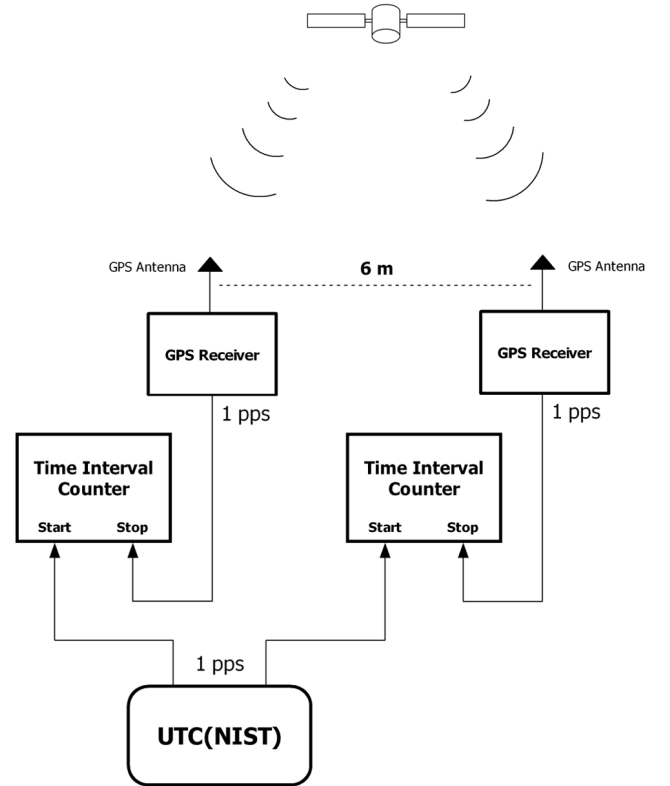 GPS Antenna
6 m
GPS Antenna
GPS Receiver
GPS Receiver
1 pps
1 pps
Time Interval
Counter
Start
Stop
Time Interval
Counter
Start
Stop
1 pps
UTC(NIST)